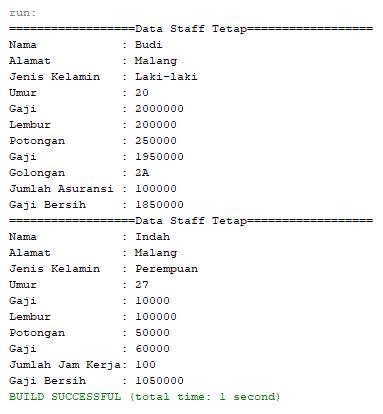 run:
==================Data Staff Tetap==================
Nama           : Budi
Alamat         : Malang
Jenis Kelamin  : Laki-laki
Umur           : 20
Gaji           : 2000000
Lembur         : 200000
Potongan       : 250000
Gaji           : 1950000
Golongan       : 2A
Jumlah Asuransi : 100000
Gaji Bersih    : 1850000
==================Data Staff Tetap==================
Nama           : Indah
Alamat         : Malang
Jenis Kelamin  : Perempuan
Umur           : 27
Gaji           : 10000
Lembur         : 100000
Potongan       : 50000
Gaji           : 60000
Jumlah Jam Kerja: 100
Gaji Bersih    : 1050000
BUILD SUCCESSFUL (total time: 1 second)